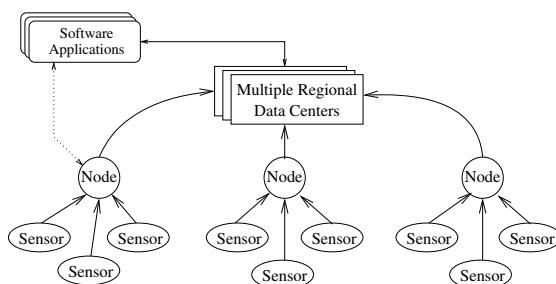 Software
Applications
Multiple Regional
Data Centers
Node
Node
Node
Sensor
Sensor
Sensor
Sensor
Sensor
Sensor
Sensor
Sensor
Sensor